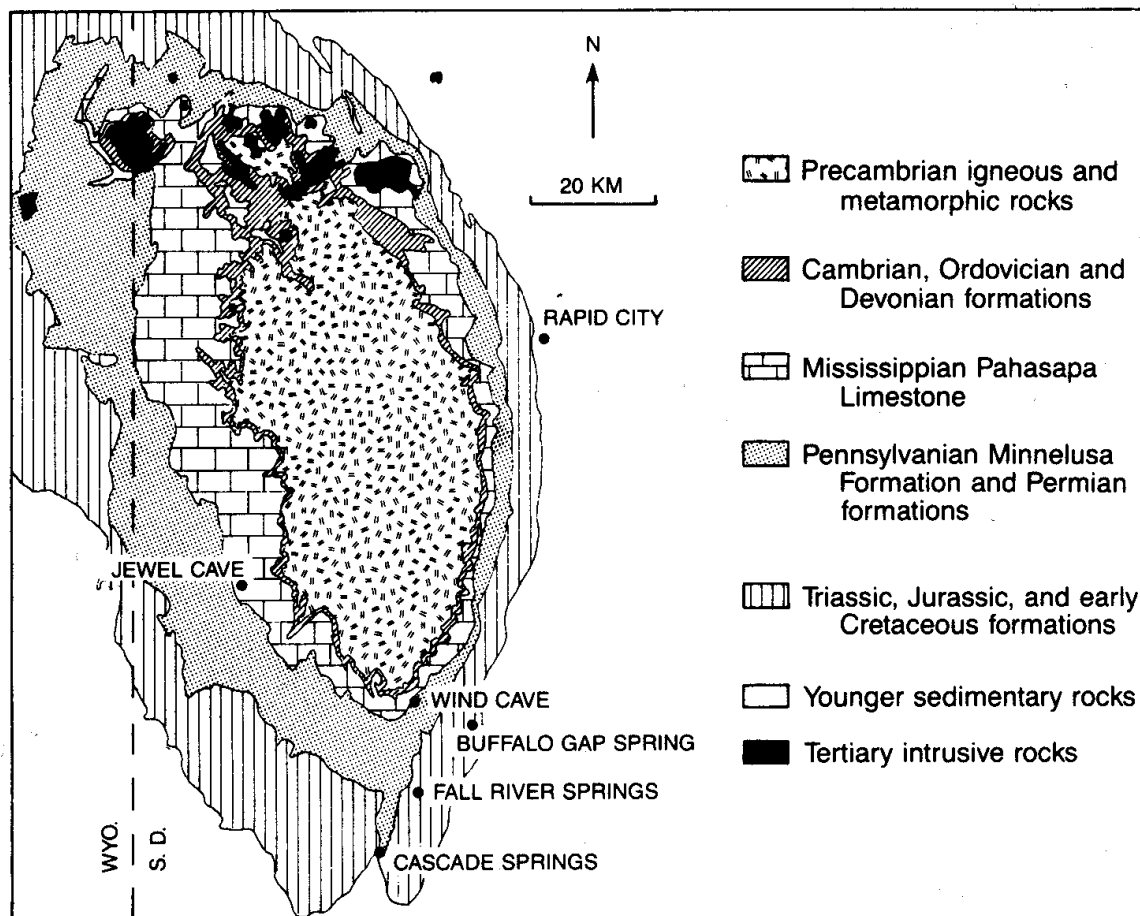 N
20 KM
RAPID CITY
JEWEL CAVE
WIND CAVE
BUFFALO GAP SPRING
FALL RIVER SPRINGS
CASCADE SPRINGS
WYO.
S. D.
Precambrian igneous and
metamorphic rocks
Cambrian, Ordovician and
Devonian formations
Mississippian Pahasapa
Limestone
Pennsylvanian Minnelusa
Formation and Permian
formations
Triassic, Jurassic, and early
Cretaceous formations
Younger sedimentary rocks
Tertiary intrusive rocks